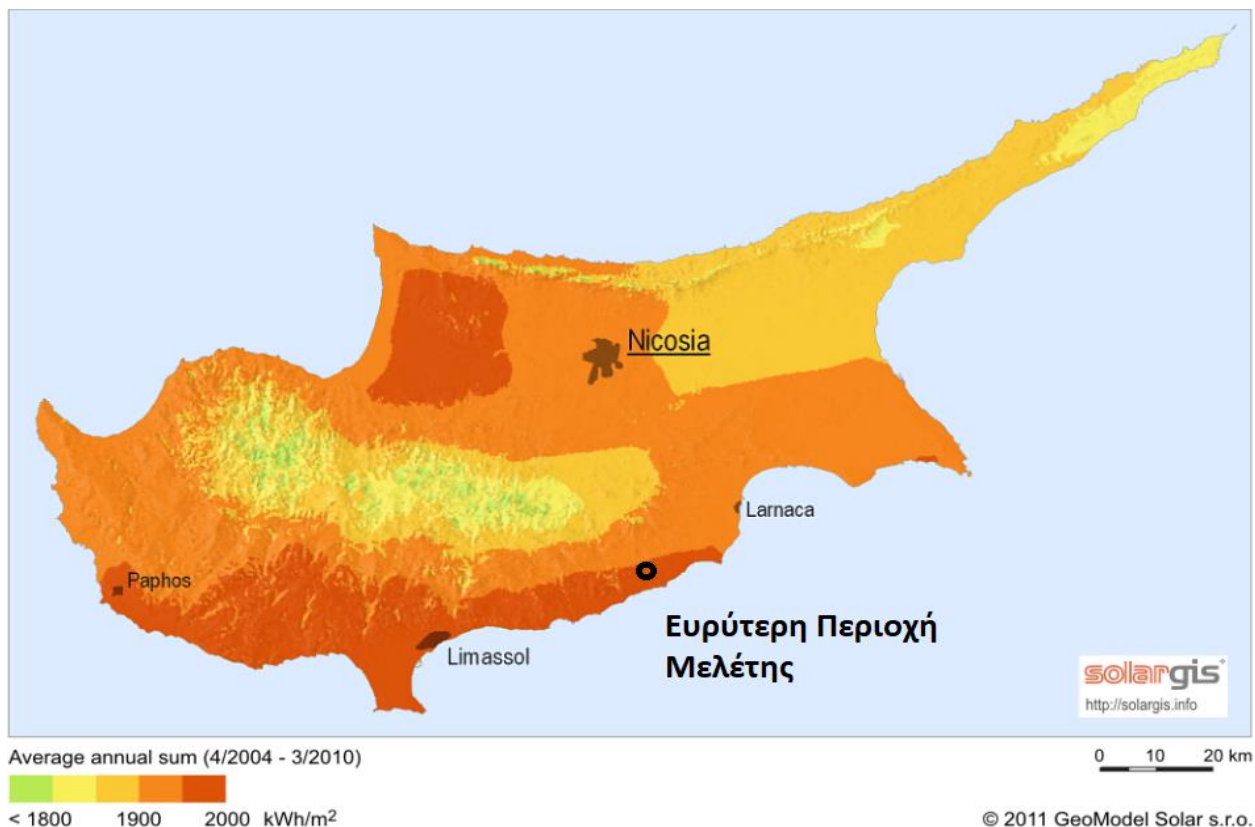 Nicosia
Larnaca
Paphos
Limassol
Ευρύτερη Περιοχή
Μελέτης
solargis
http://solargis.info
Average annual sum (4/2004 - 3/2010)
0 10 20 km
< 1800 1900 2000 kWh/m²
© 2011 GeoModel Solar s.r.o.